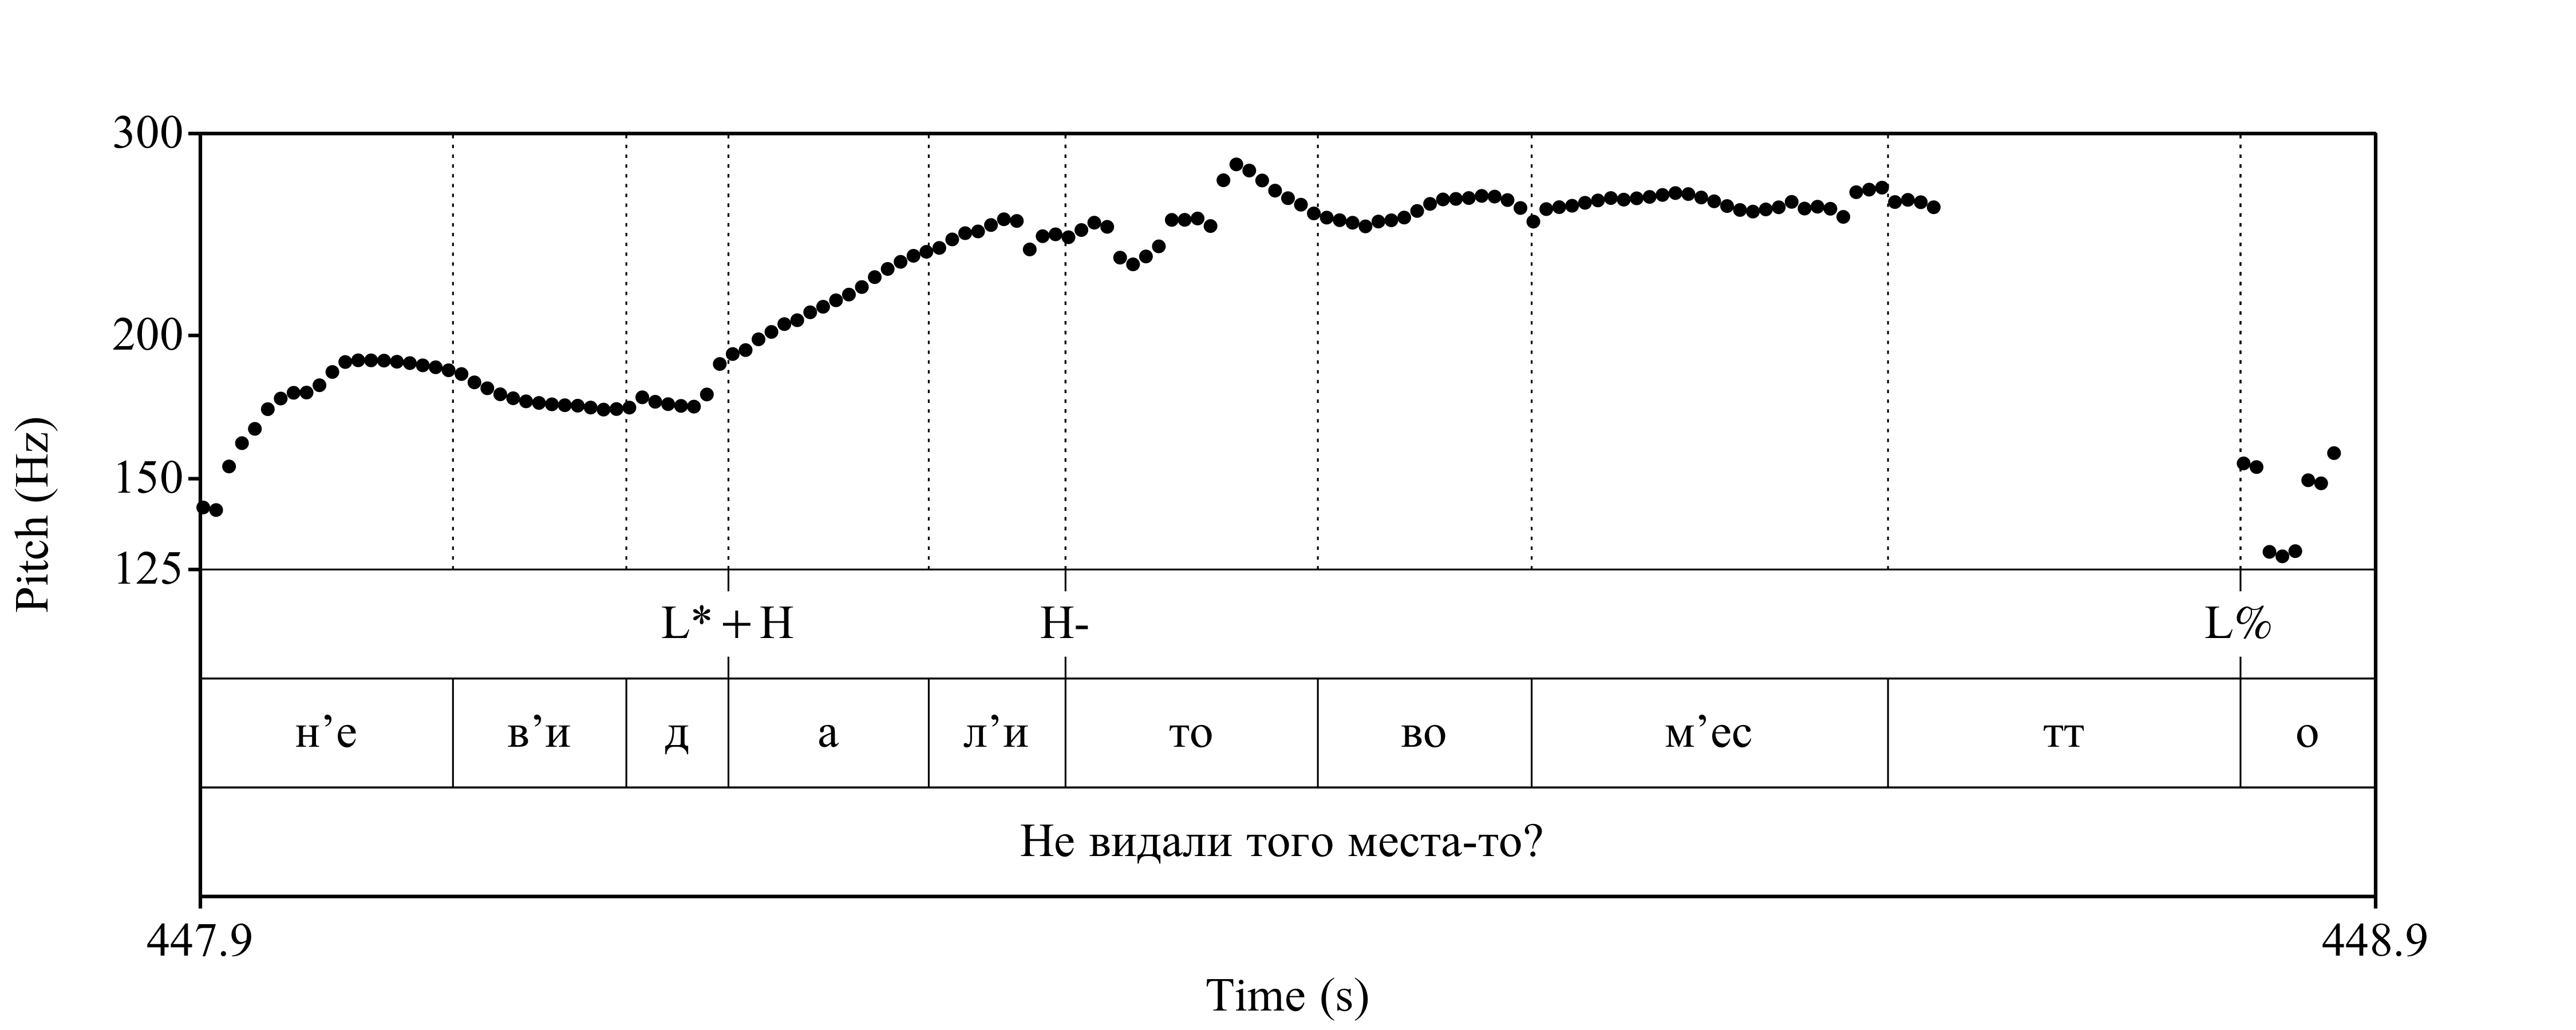 300
200
150
125
Pitch (Hz)
L*+H H- L%
н’е в’и д а л’и то во м’ес тт о
Не видали того места-то?
447.9 448.9
Time (s)